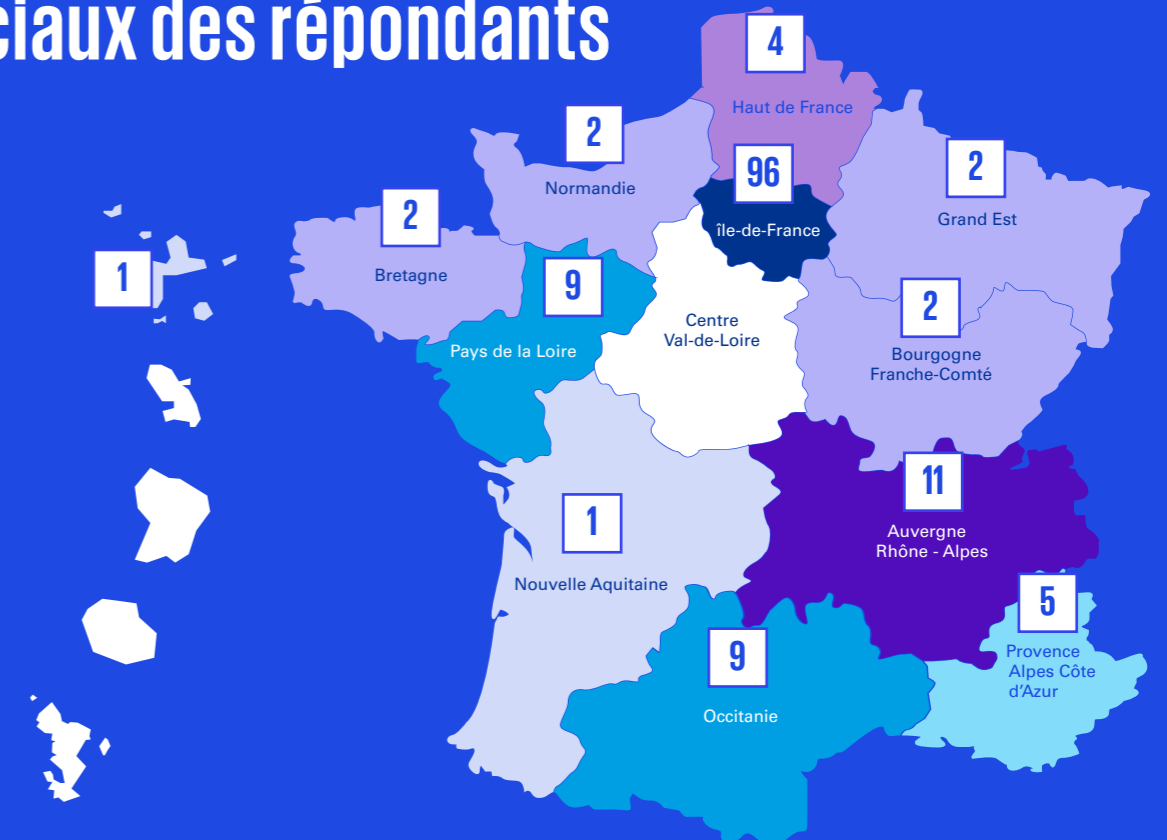 ciaux des répondants
4
Haut de France
2
Normandie
96
île-de-France
2
Grand Est
2
Bretagne
1
9
Pays de la Loire
Centre
Val-de-Loire
2
Bourgogne
Franche-Comté
11
Auvergne
Rhône - Alpes
1
Nouvelle Aquitaine
5
Provence
Alpes Côte
d'Azur
9
Occitanie